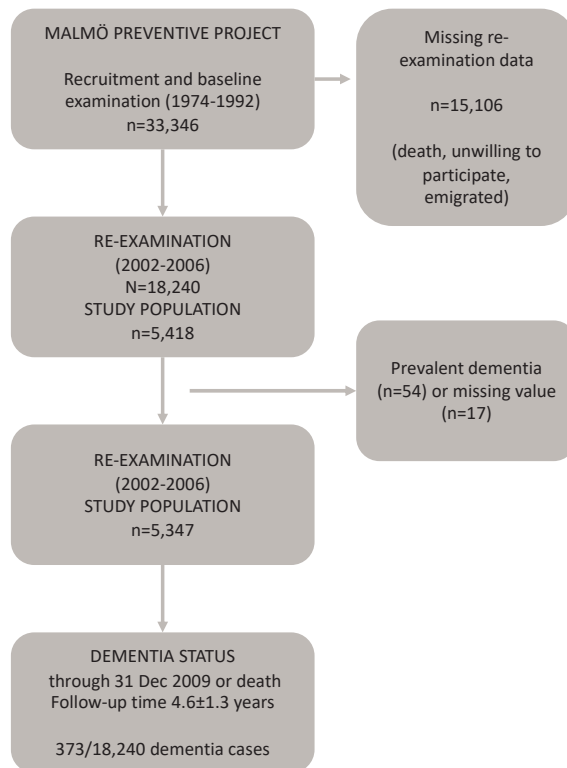 MALMÖ PREVENTIVE PROJECT
Recruitment and baseline
examination (1974-1992)
n=33,346
Missing re-
examination data
n=15,106
(death, unwilling to
participate,
emigrated)
RE-EXAMINATION
(2002-2006)
N=18,240
STUDY POPULATION
n=5,418
Prevalent dementia
(n=54) or missing value
(n=17)
RE-EXAMINATION
(2002-2006)
STUDY POPULATION
n=5,347
DEMENTIA STATUS
through 31 Dec 2009 or death
Follow-up time 4.6±1.3 years
373/18,240 dementia cases